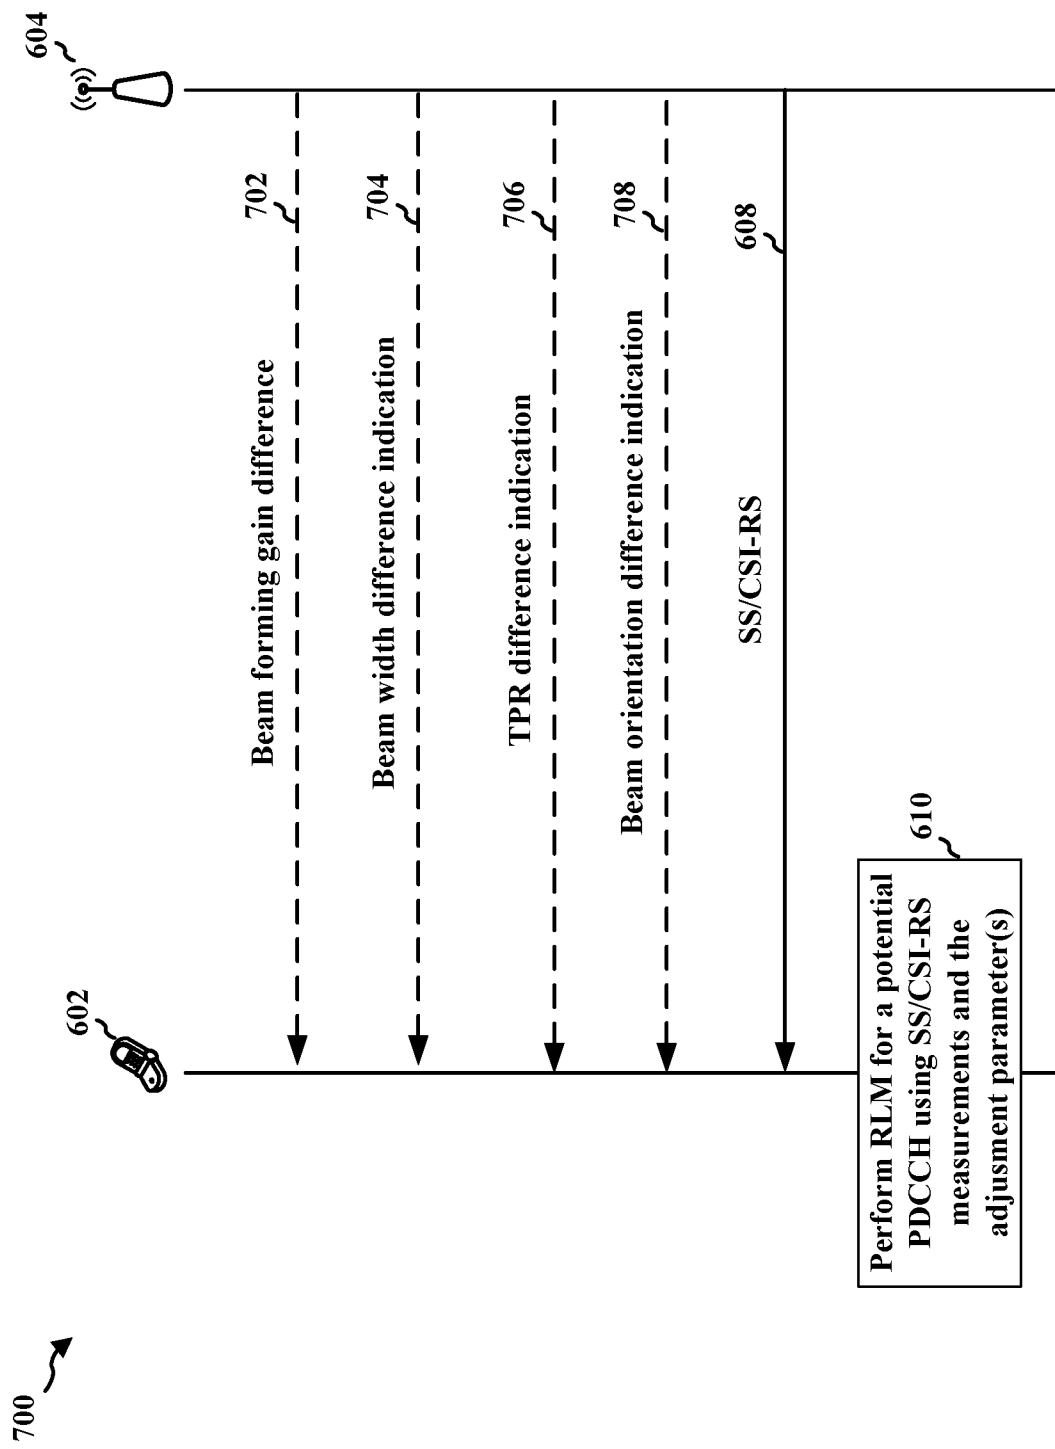 700
602
604
Beam forming gain difference
702
Beam width difference indication
704
TPR difference indication
706
Beam orientation difference indication
708
SS/CSI-RS
608
Perform RLM for a potential
PDCCH using SS/CSI-RS
measurements and the
adjusment parameter(s)
610